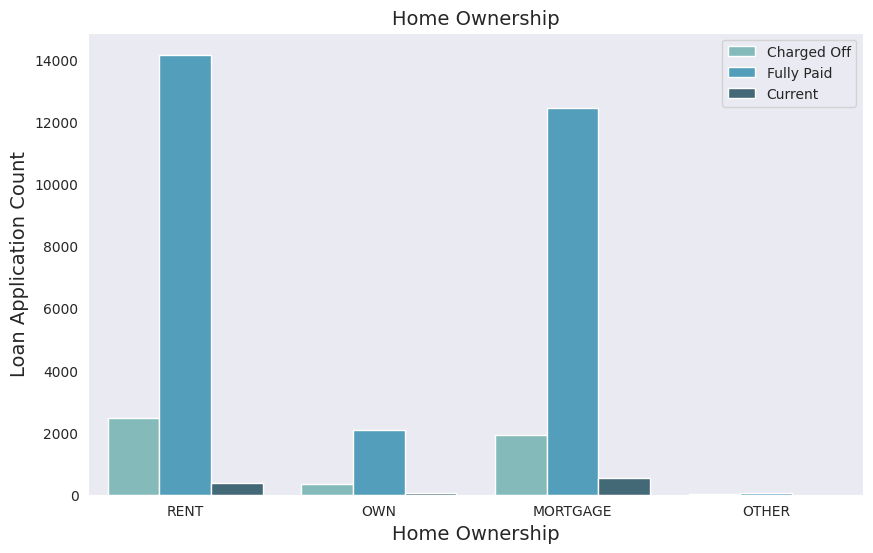 Home Ownership
Charged Off
Fully Paid
Current
Loan Application Count
14000
12000
10000
8000
6000
4000
2000
0
RENT
OWN
MORTGAGE
OTHER
Home Ownership